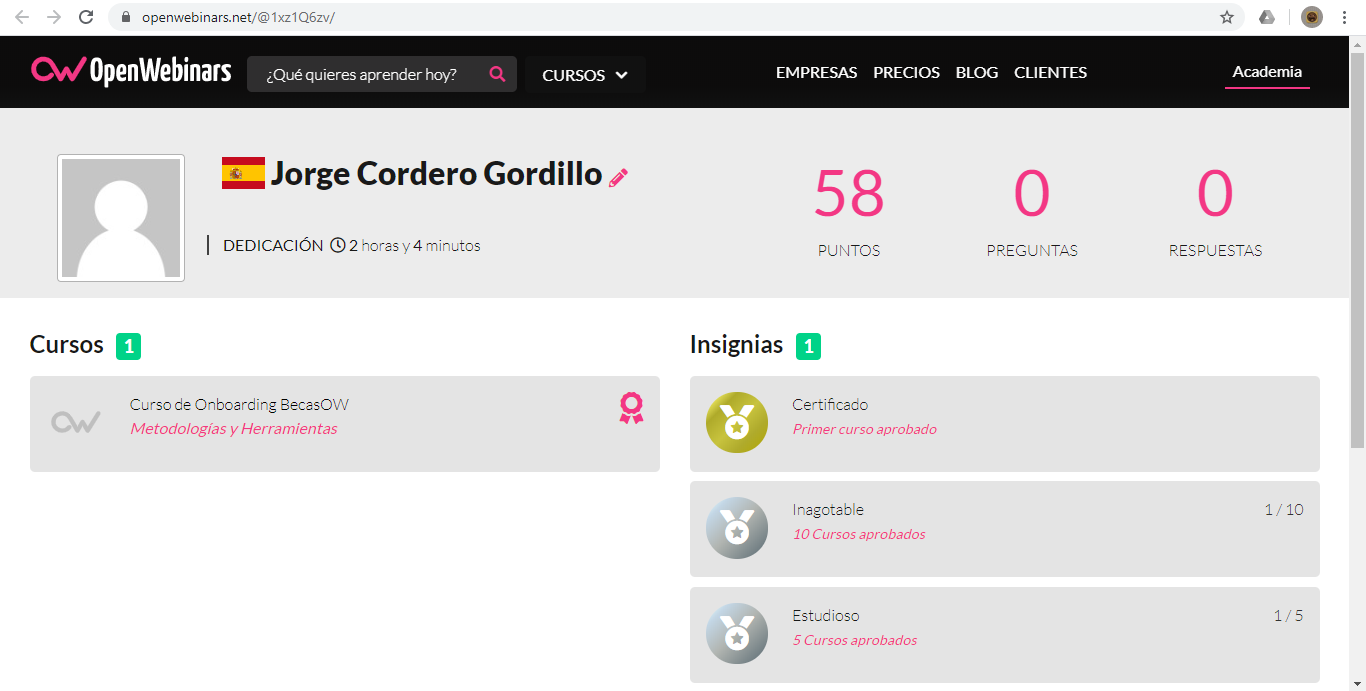 openwebinars.net/@1xz1Q6zv/
OpenWebinars
¿Qué quieres aprender hoy?
CURSOS
EMPRESAS
PRECIOS
BLOG
CLIENTES
Academia
Jorge Cordero Gordillo
DEDICACIÓN 2 horas y 4 minutos
58
PUNTOS
0
PREGUNTAS
0
RESPUESTAS
Cursos 1
OW
Curso de Onboarding BecasOW
Metodologías y Herramientas
Insignias 1
Certificado
Primer curso aprobado
Inagotable 1 / 10
10 Cursos aprobados
Estudioso 1 / 5
5 Cursos aprobados